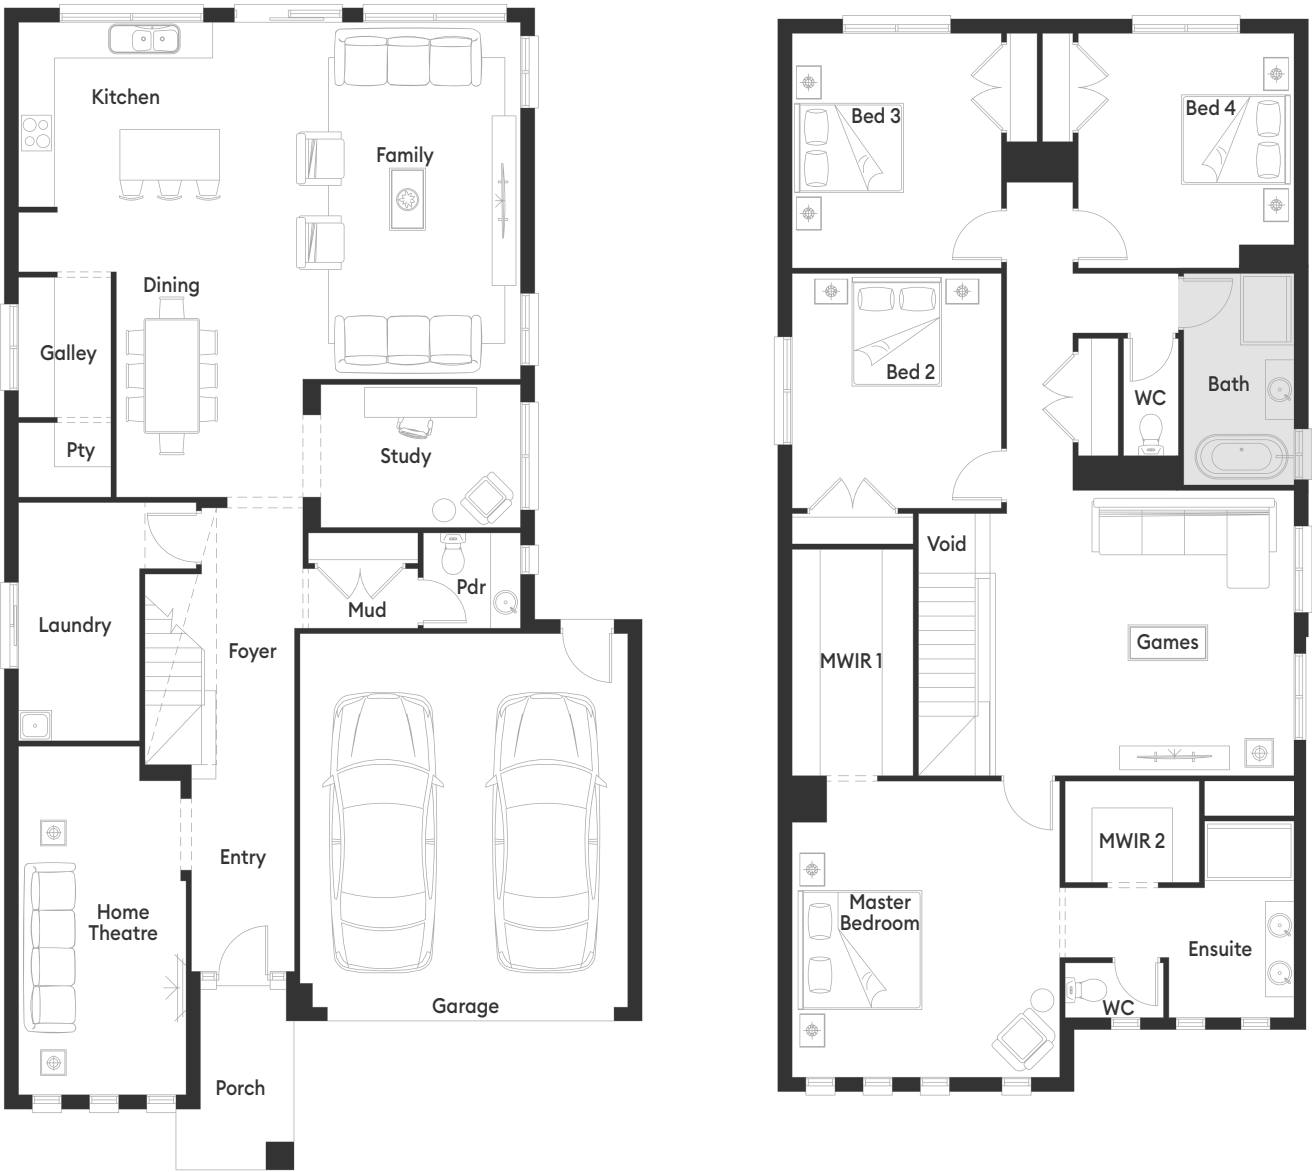 Kitchen
Family
Dining
Galley
Pty
Study
Pdr
Mud
Laundry
Foyer
Entry
Home
Theatre
Garage
Porch
Bed 3
Bed 4
Bed 2
WC
Bath
Void
MWIR 1
Games
MWIR 2
Master
Bedroom
Ensuite
WC